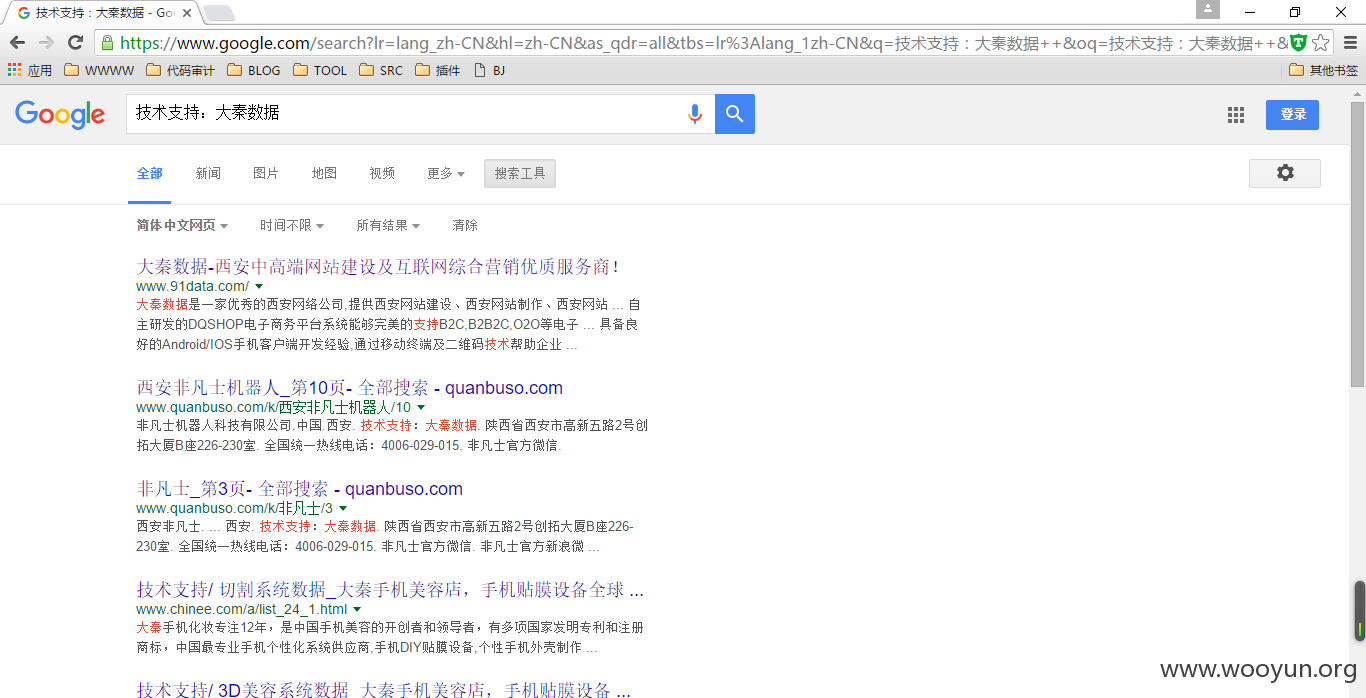 技术支持：大秦数据 - Go
https://www.google.com/search?lr=lang_zh-CN&hl=zh-CN&as_qdr=all&tbs=lr%3Alang_1zh-CN&q=技术支持：大秦数据++&oq=技术支持：大秦数据++&
应用 WWWW 代码审计 BLOG TOOL SRC 插件 BJ 其他书签
Google 技术支持：大秦数据 登录
全部 新闻 图片 地图 视频 更多 搜索工具
简体中文网页 时间不限 所有结果 清除
大秦数据-西安中高端网站建设及互联网综合营销优质服务商！
www.91data.com/
大秦数据是一家优秀的西安网络公司,提供西安网站建设、西安网站制作、西安网站 ... 自
主研发的DQSHOP电子商务平台系统能够完美的支持B2C,B2B2C,O2O等电子 ... 具备良
好的Android/IOS手机客户端开发经验,通过移动终端及二维码技术帮助企业 ...
西安非凡士机器人_第10页- 全部搜索 - quanbuso.com
www.quanbuso.com/k/西安非凡士机器人/10
非凡士机器人科技有限公司.中国.西安. 技术支持：大秦数据. 陕西省西安市高新五路2号创
拓大厦B座226-230室. 全国统一热线电话：4006-029-015. 非凡士官方微信.
非凡士_第3页- 全部搜索 - quanbuso.com
www.quanbuso.com/k/非凡士/3
西安非凡士. ... 西安. 技术支持：大秦数据. 陕西省西安市高新五路2号创拓大厦B座226-
230室. 全国统一热线电话：4006-029-015. 非凡士官方微信. 非凡士官方新浪微 ...
技术支持/ 切割系统数据_大秦手机美容店，手机贴膜设备全球 ...
www.chinee.com/a/list_24_1.html
大秦手机化妆专注12年，是中国手机美容的开创者和领导者，有多项国家发明专利和注册
商标，中国最专业手机个性化系统供应商,手机DIY贴膜设备,个性手机外壳制作 ...
技术支持/ 3D美容系统数据_大秦手机美容店，手机贴膜设备 ...
www.wooyun.org